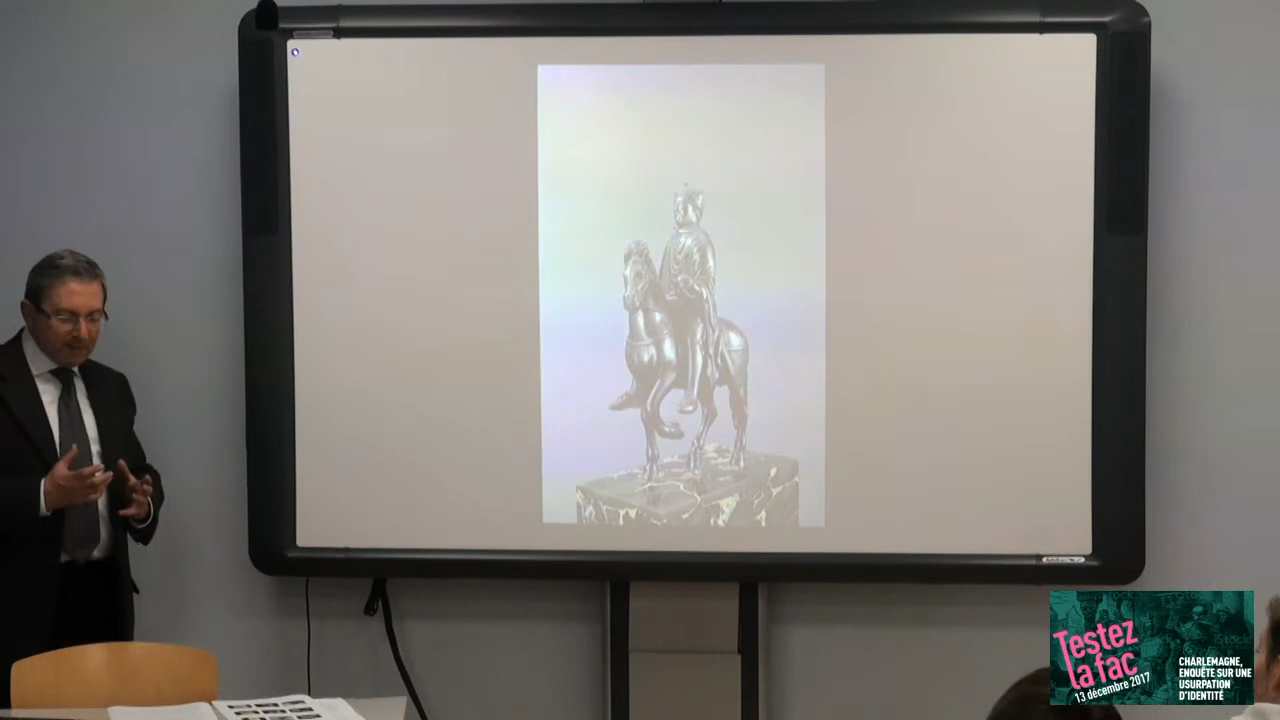 Testez
la fac
13 décembre 2017
CHARLEMAGNE,
ENQUÊTE SUR UNE
USURPATION
D'IDENTITÉ